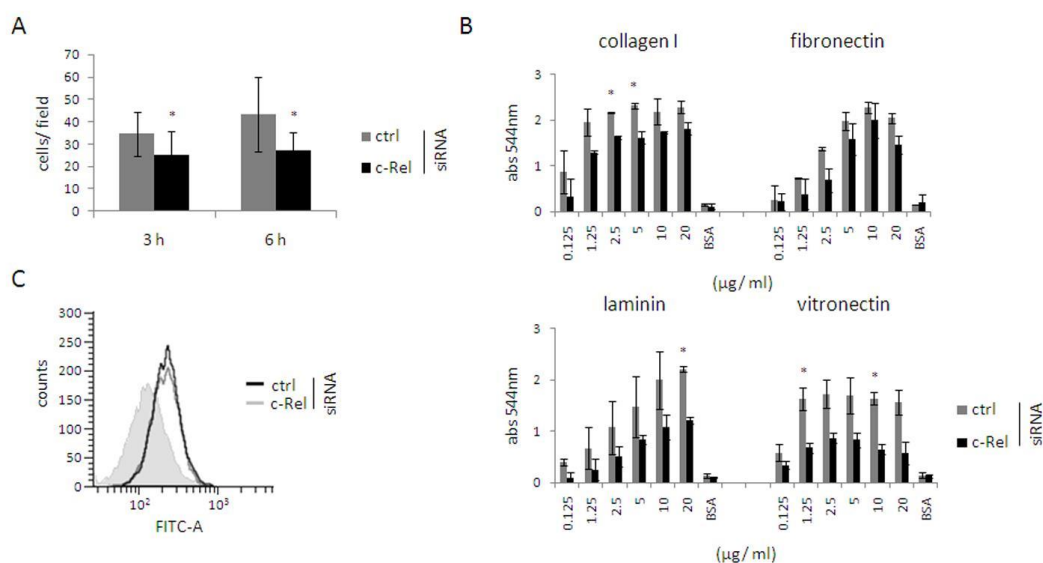 A
70
60
50
40
30
20
10
0
cells/ field
3 h
6 h
*
*
ctrl
c-Rel
siRNA
B
collagen I
fibronectin
3
2
1
0
abs 544nm
*
*
0.125
1.25
2.5
5
10
20
BSA
0.125
1.25
2.5
5
10
20
BSA
(µg/ ml)
C
300
250
200
150
100
50
0
counts
10²
10³
FITC-A
ctrl
c-Rel
siRNA
laminin
vitronectin
3
2
1
0
abs 544nm
*
*
*
0.125
1.25
2.5
5
10
20
BSA
0.125
1.25
2.5
5
10
20
BSA
(µg/ ml)
ctrl
c-Rel
siRNA